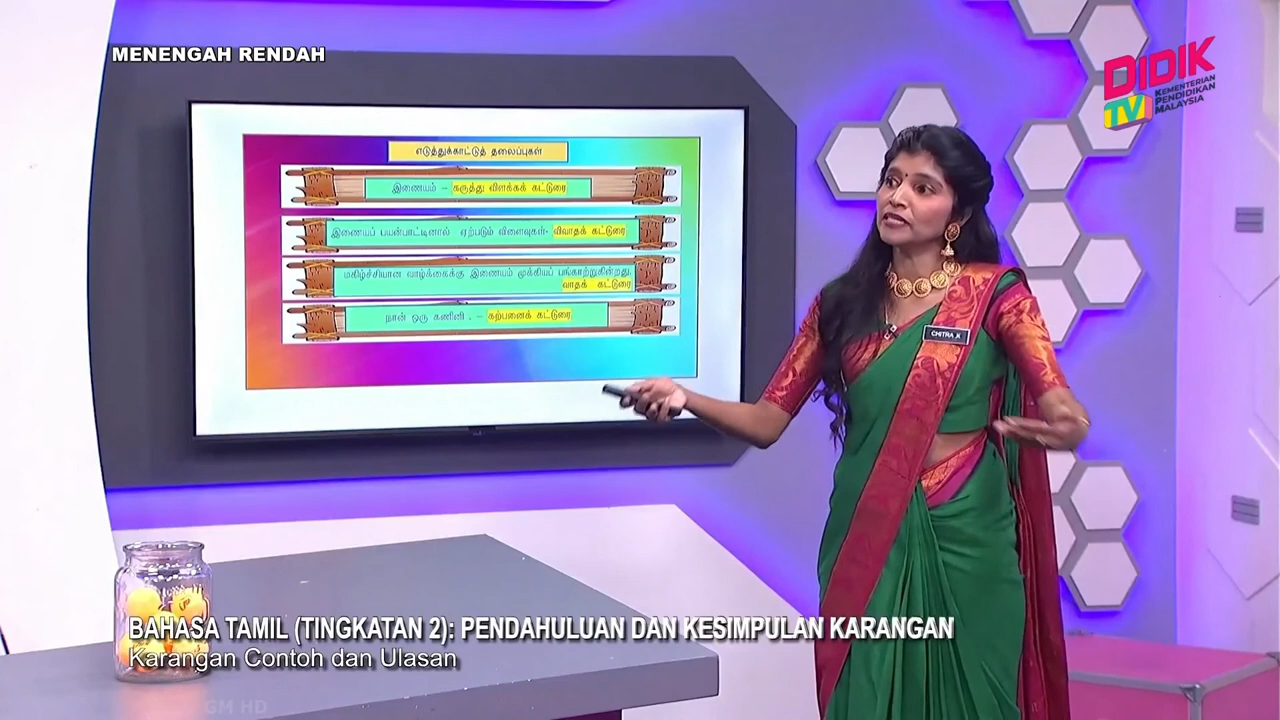 MENENGAH RENDAH
DIDIK
TV
KEMENTERIAN
PENDIDIKAN
MALAYSIA
எடுத்துக்காட்டுத் தலைப்புகள்
இணையம் – கருத்து விளக்கக் கட்டுரை
இணையப் பயன்பாட்டினால் ஏற்படும் விளைவுகள்- விவாதக் கட்டுரை
மகிழ்ச்சியான வாழ்க்கைக்கு இணையம் முக்கியப் பங்காற்றுகின்றது.
வாதக் கட்டுரை
நான் ஒரு கணினி . – கற்பனைக் கட்டுரை
CHITRA .K
BAHASA TAMIL (TINGKATAN 2): PENDAHULUAN DAN KESIMPULAN KARANGAN
Karangan Contoh dan Ulasan
GM HD